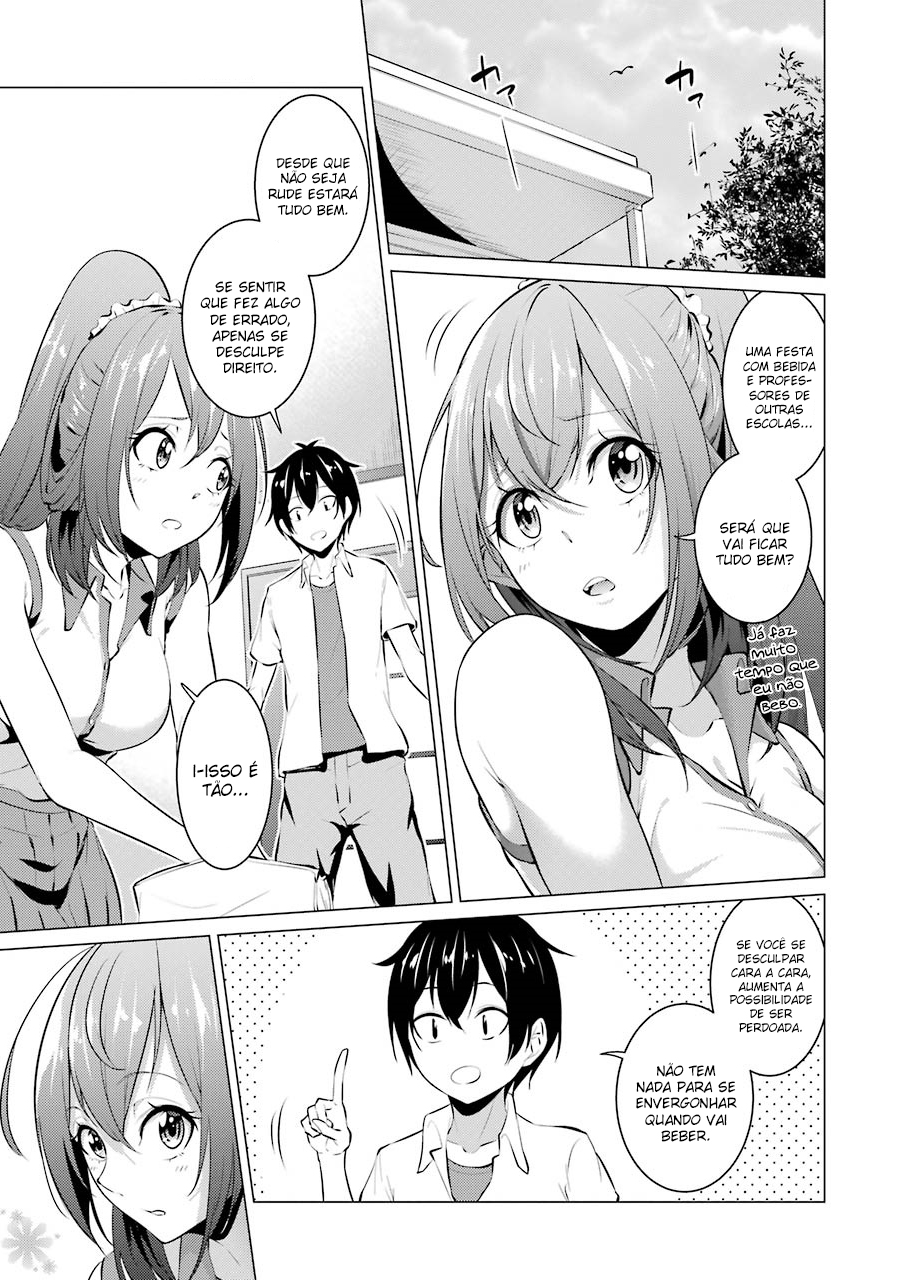 カァ
カァ
UMA FESTA
COM BEBIDA
E PROFES-
SORES DE
OUTRAS
ESCOLAS...
SERÁ QUE
VAI FICAR
TUDO BEM?
Já faz
muito
tempo que
eu não
BeBo.
DESDE QUE
NÃO SEJA
RUDE ESTARÁ
TUDO BEM.
SE SENTIR
QUE FEZ ALGO
DE ERRADO,
APENAS SE
DESCULPE
DIREITO.
I-ISSO É
TÃO...
SE VOCÊ SE
DESCULPAR
CARA A CARA,
AUMENTA A
POSSIBILIDADE
DE SER
PERDOADA.
NÃO TEM
NADA PARA SE
ENVERGONHAR
QUANDO VAI
BEBER.